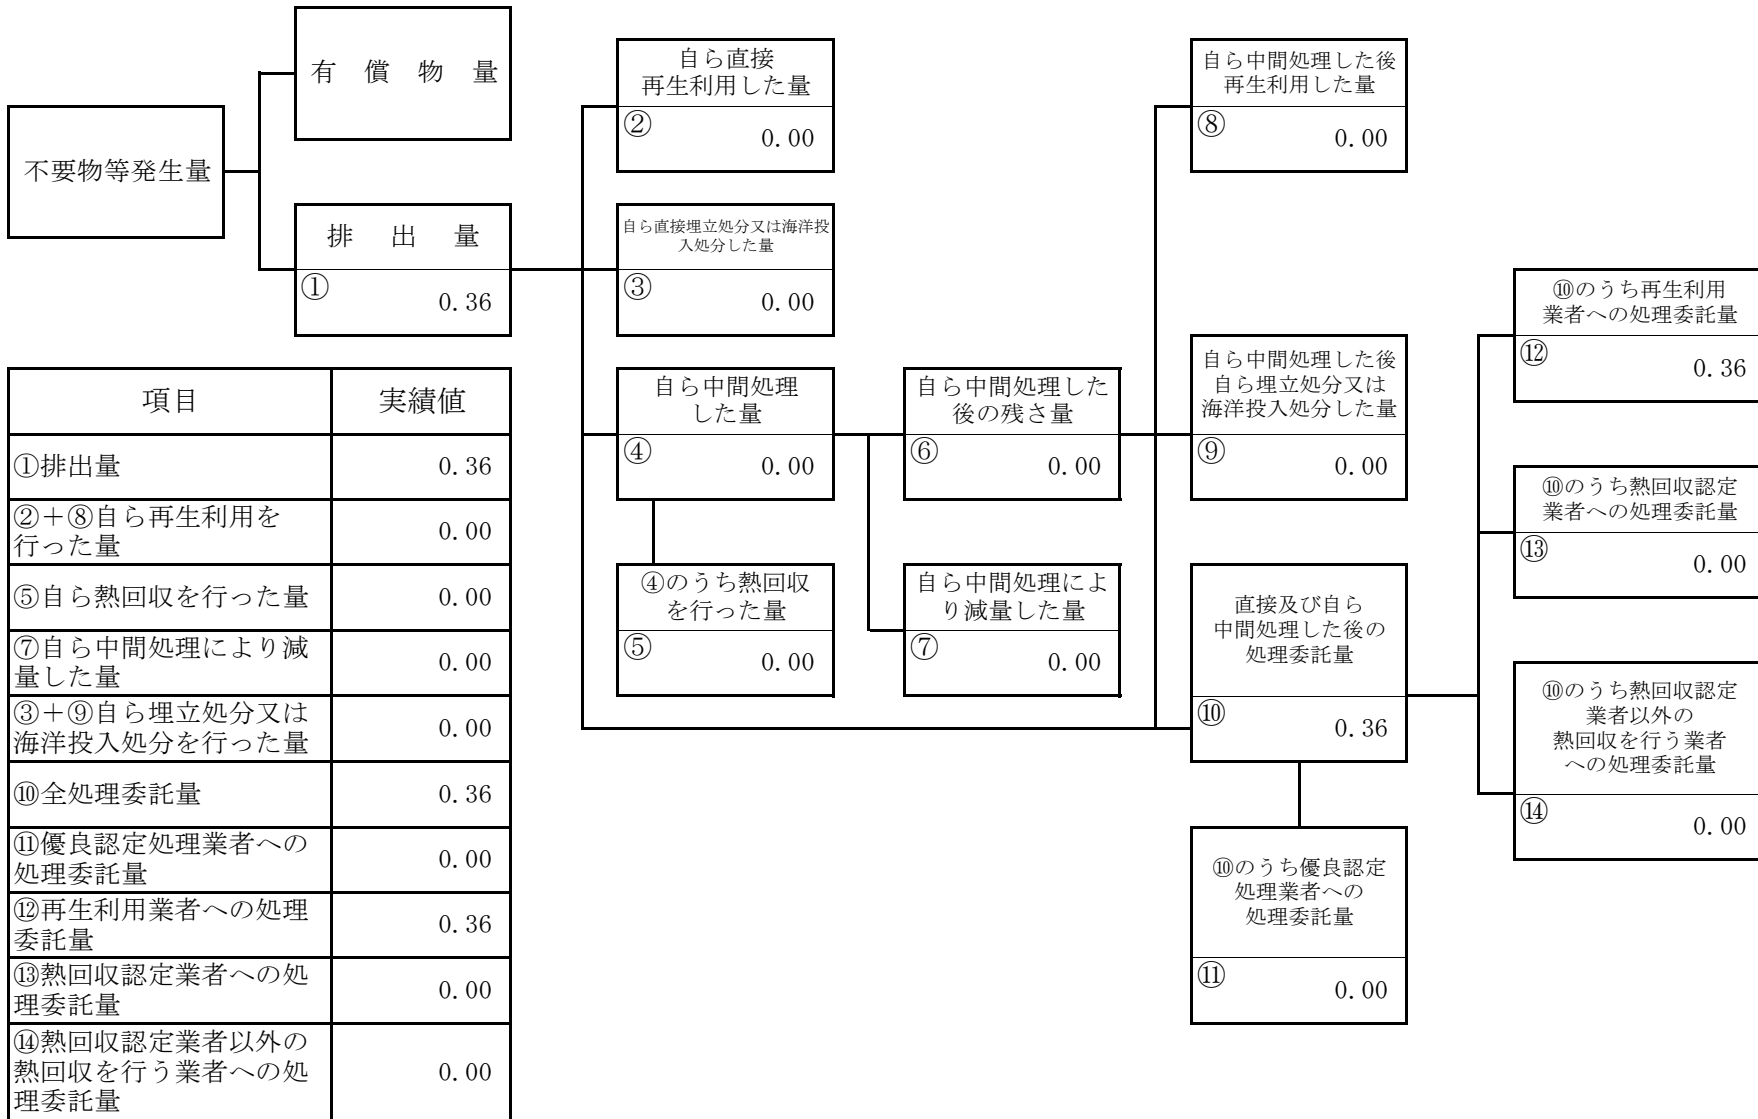 有　償　物　量
不要物等発生量
排　出　量
①
0.36
自ら直接
再生利用した量
②
0.00
自ら直接埋立処分又は海洋投
入処分した量
③
0.00
自ら中間処理
した量
④
0.00
④のうち熱回収
を行った量
⑤
0.00
自ら中間処理した
後の残さ量
⑥
0.00
自ら中間処理によ
り減量した量
⑦
0.00
自ら中間処理した後
再生利用した量
⑧
0.00
自ら中間処理した後
自ら埋立処分又は
海洋投入処分した量
⑨
0.00
直接及び自ら
中間処理した後の
処理委託量
⑩
0.36
⑩のうち優良認定
処理業者への
処理委託量
⑪
0.00
⑩のうち再生利用
業者への処理委託量
⑫
0.36
⑩のうち熱回収認定
業者への処理委託量
⑬
0.00
⑩のうち熱回収認定
業者以外の
熱回収を行う業者
への処理委託量
⑭
0.00
項目　実績値
①排出量　0.36
②＋⑧自ら再生利用を
行った量　0.00
⑤自ら熱回収を行った量　0.00
⑦自ら中間処理により減
量した量　0.00
③＋⑨自ら埋立処分又は
海洋投入処分を行った量　0.00
⑩全処理委託量　0.36
⑪優良認定処理業者への
処理委託量　0.00
⑫再生利用業者への処理
委託量　0.36
⑬熱回収認定業者への処
理委託量　0.00
⑭熱回収認定業者以外の
熱回収を行う業者への処　0.00
理委託量